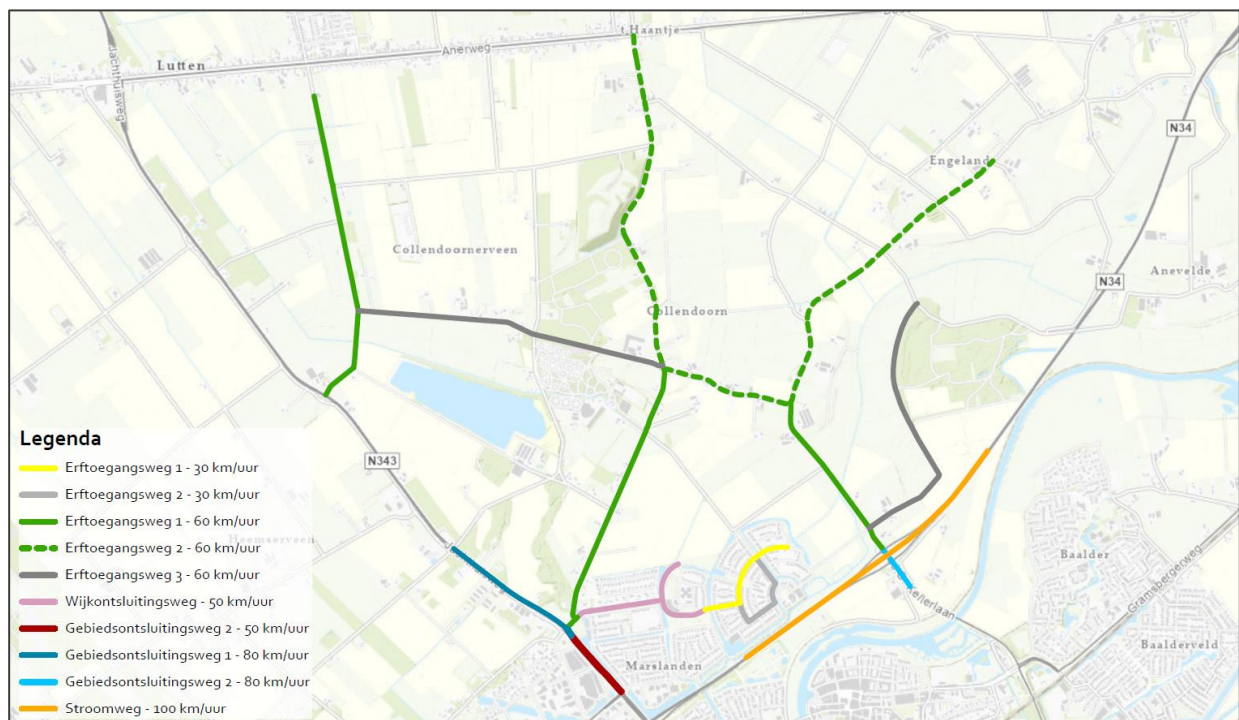 't Haantje
Anerweg
Lutten
Jachthuisweg
N34
Engeland
Collendoornerveen
Anevelde
N34
Collendoorn
Legenda
N343
Erftoegangsweg 1 - 30 km/uur
Erftoegangsweg 2 - 30 km/uur
Erftoegangsweg 1 - 60 km/uur
Heemserveen
Erftoegangsweg 2 - 60 km/uur
Baalder
Erftoegangsweg 3 - 60 km/uur
Gramsbergerweg
Wijkontsluitingsweg - 50 km/uur
Gebiedsontsluitingsweg 2 - 50 km/uur
Baalderveld
Gebiedsontsluitingsweg 1 - 80 km/uur
Marslanden
Gebiedsontsluitingsweg 2 - 80 km/uur
Stroomweg - 100 km/uur